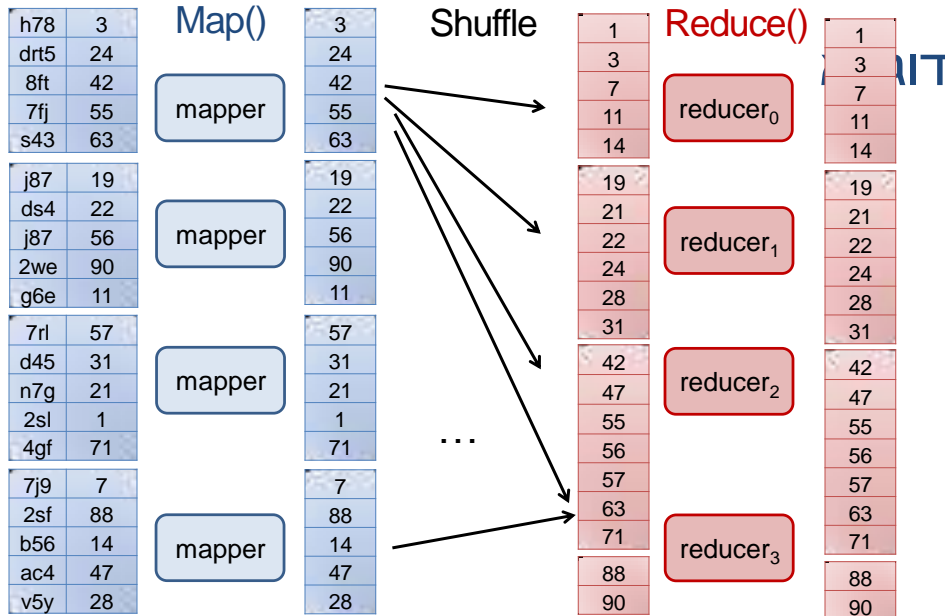 Map()
Shuffle
Reduce()
h78 3
drt5 24
8ft 42
7fj 55
s43 63
mapper
3
24
42
55
63
j87 19
ds4 22
j87 56
2we 90
g6e 11
mapper
19
22
56
90
11
7rl 57
d45 31
n7g 21
2sl 1
4gf 71
mapper
57
31
21
1
71
7j9 7
2sf 88
b56 14
ac4 47
v5y 28
mapper
7
88
14
47
28
...
1
3
7
11
14
reducer0
1
3
7
11
14
19
21
22
24
28
31
reducer1
19
21
22
24
28
31
42
47
55
56
57
63
71
reducer2
42
47
55
56
57
63
71
88
90
reducer3
88
90